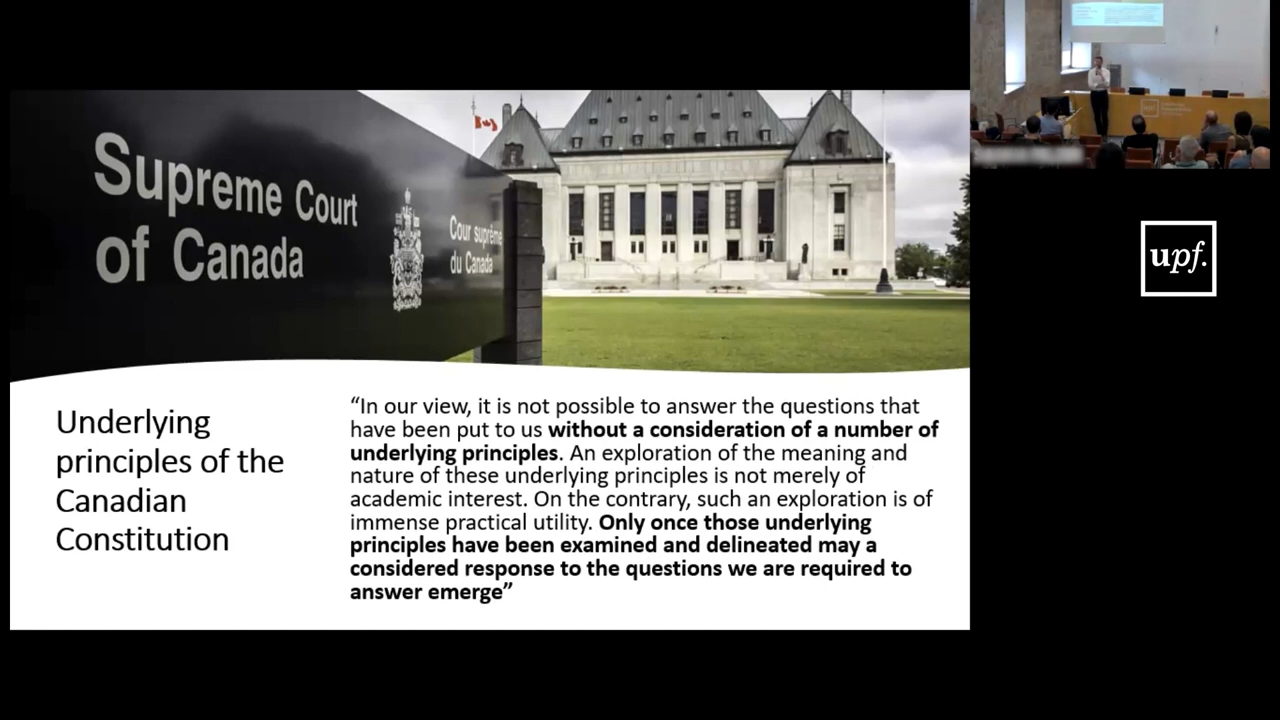 Supreme Court
of Canada
Cour suprême
du Canada
upf.
Underlying
principles of the
Canadian
Constitution
“In our view, it is not possible to answer the questions that
have been put to us without a consideration of a number of
underlying principles. An exploration of the meaning and
nature of these underlying principles is not merely of
academic interest. On the contrary, such an exploration is of
immense practical utility. Only once those underlying
principles have been examined and delineated may a
considered response to the questions we are required to
answer emerge”